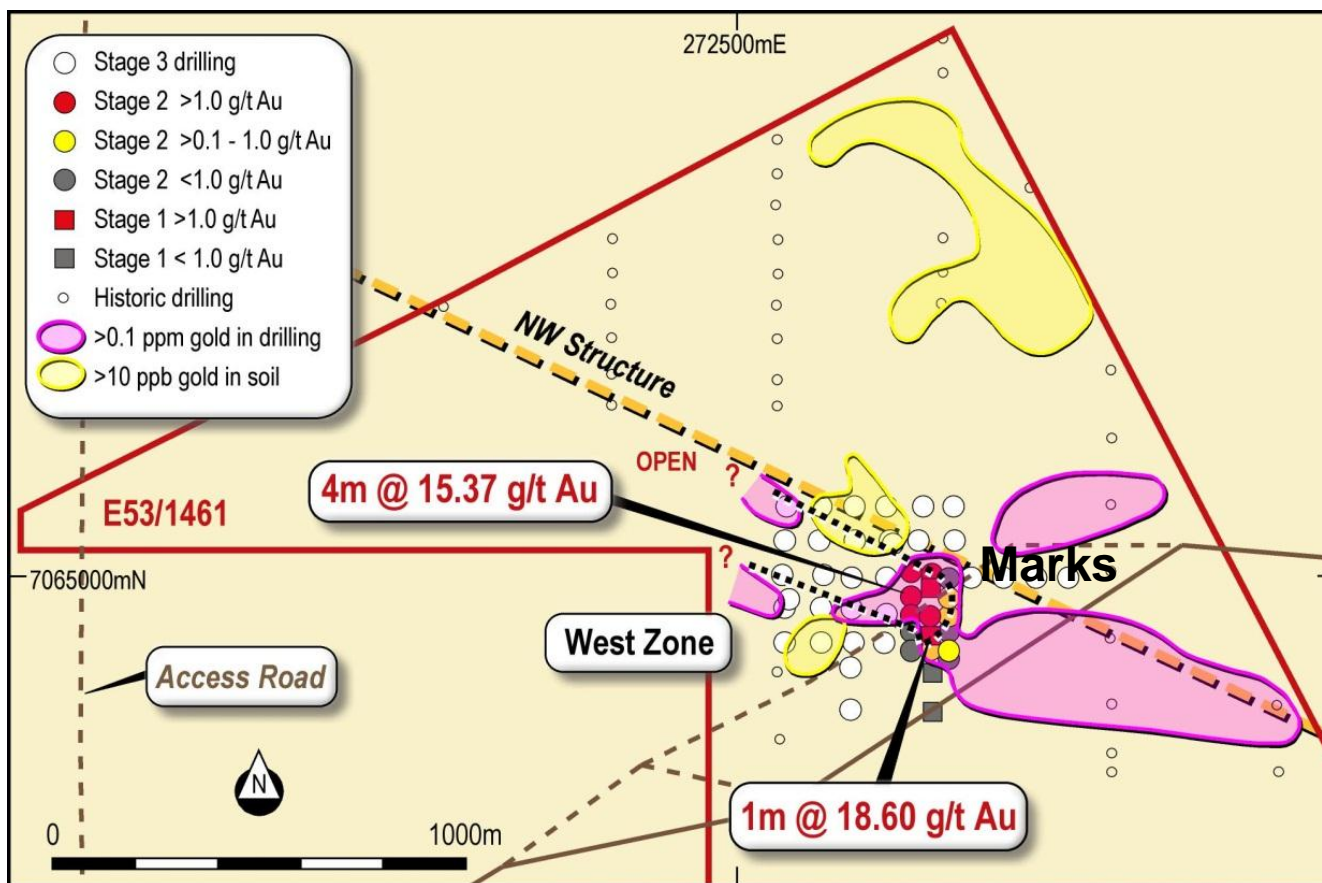 272500mE
Stage 3 drilling
Stage 2 >1.0 g/t Au
Stage 2 >0.1 - 1.0 g/t Au
Stage 2 <1.0 g/t Au
Stage 1 >1.0 g/t Au
Stage 1 < 1.0 g/t Au
Historic drilling
>0.1 ppm gold in drilling
>10 ppb gold in soil
NW Structure
OPEN
?
4m @ 15.37 g/t Au
E53/1461
?
Marks
7065000mN
West Zone
Access Road
N
1m @ 18.60 g/t Au
0
1000m